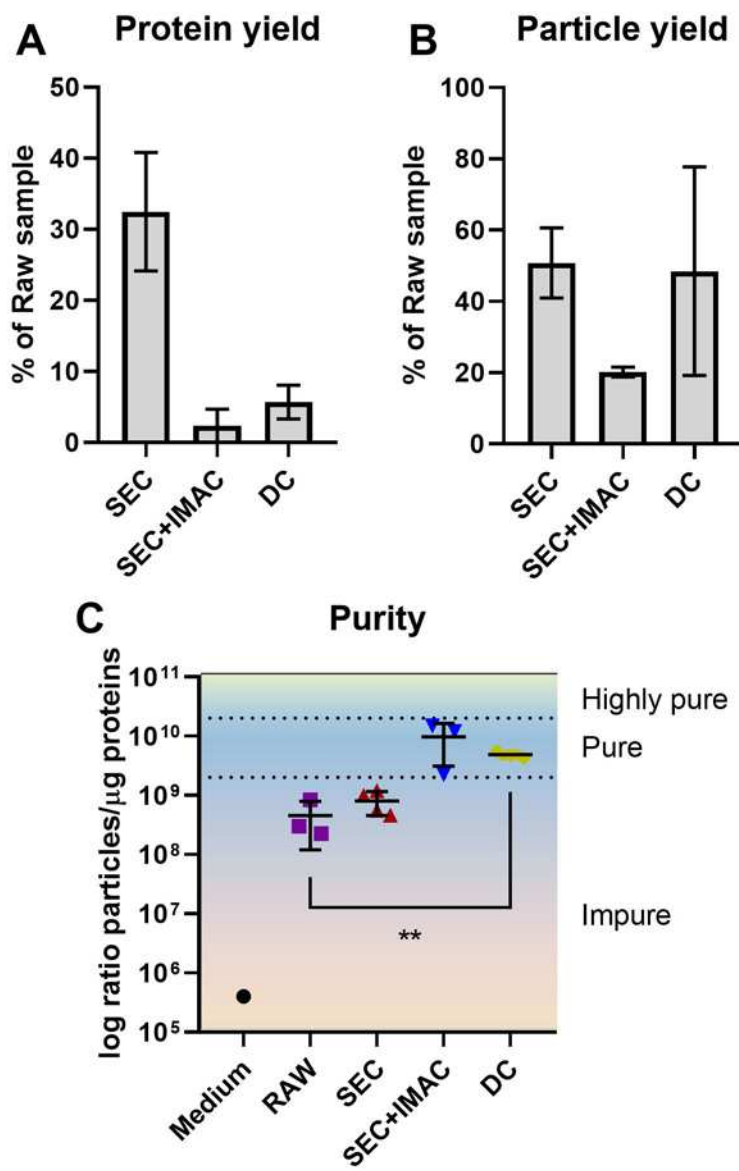 A
Protein yield
% of Raw sample
50
40
30
20
10
0
SEC
SEC+IMAC
DC
B
Particle yield
% of Raw sample
100
80
60
40
20
0
SEC
SEC+IMAC
DC
C
Purity
log ratio particles/µg proteins
10¹¹
10¹⁰
10⁹
10⁸
10⁷
10⁶
10⁵
Highly pure
Pure
Impure
**
Medium
RAW
SEC
SEC+IMAC
DC